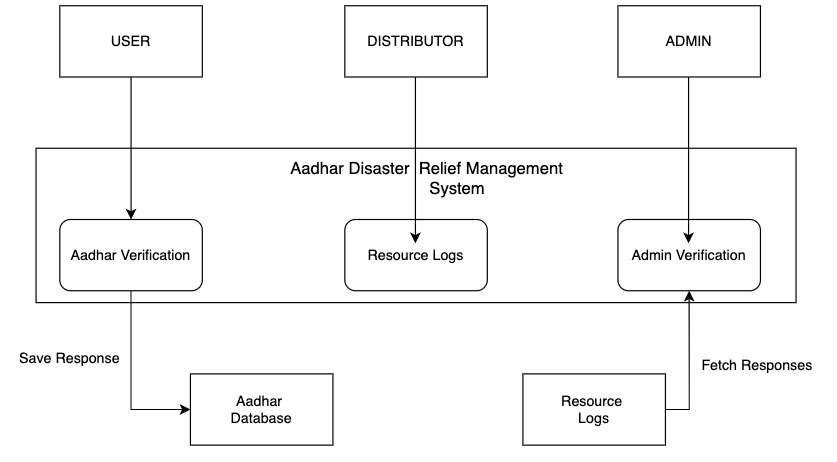 USER
DISTRIBUTOR
ADMIN
Aadhar Disaster Relief Management
System
Aadhar Verification
Resource Logs
Admin Verification
Save Response
Fetch Responses
Aadhar
Database
Resource
Logs